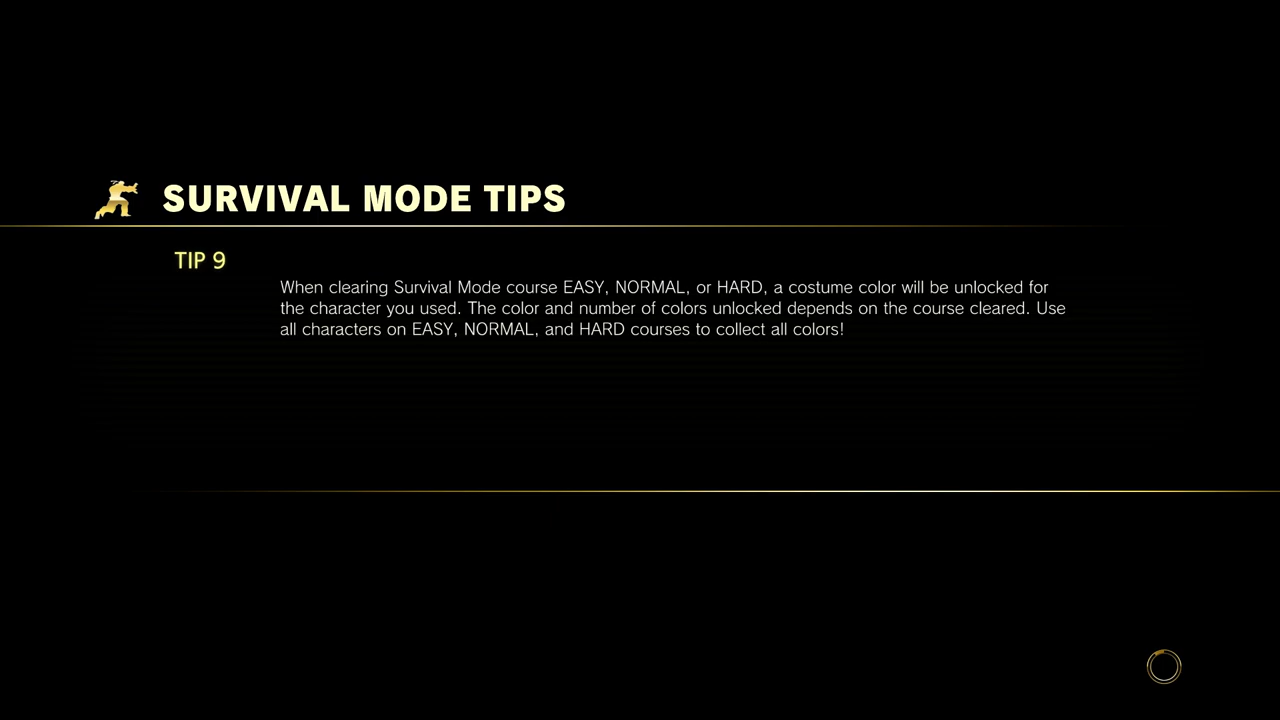 SURVIVAL MODE TIPS
TIP 9
When clearing Survival Mode course EASY, NORMAL, or HARD, a costume color will be unlocked for
the character you used. The color and number of colors unlocked depends on the course cleared. Use
all characters on EASY, NORMAL, and HARD courses to collect all colors!